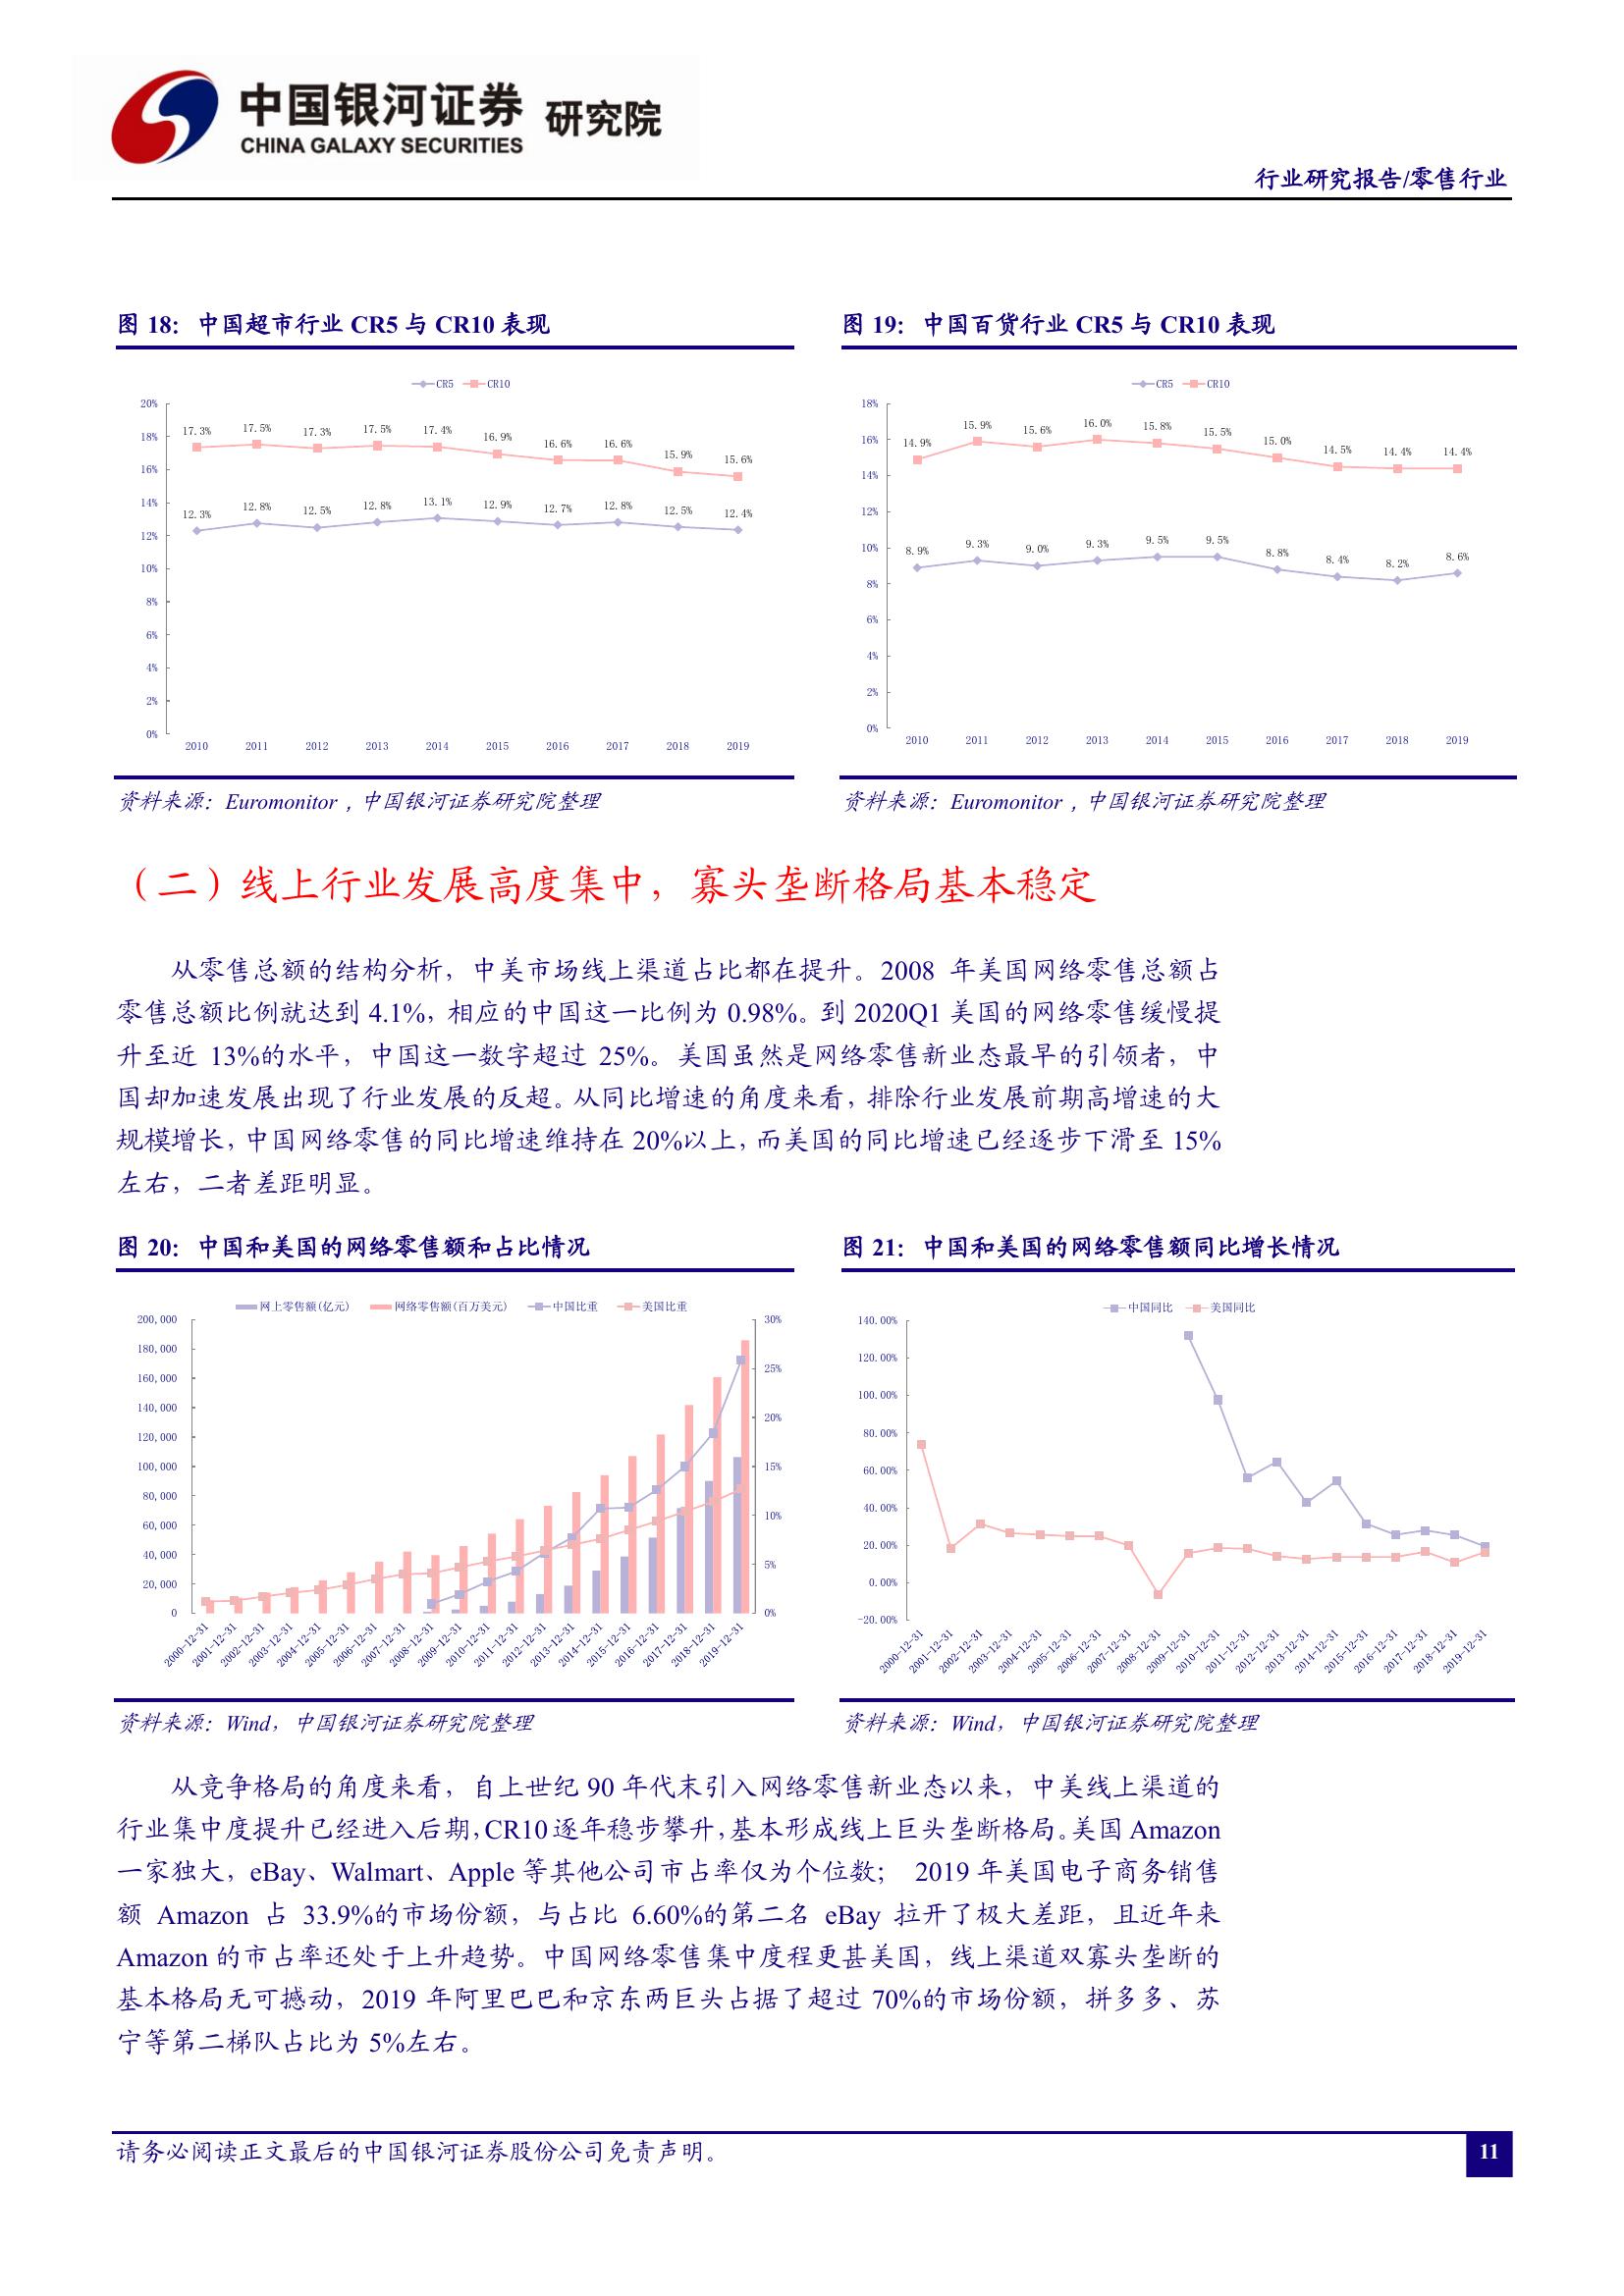 中国银河证券 研究院
CHINA GALAXY SECURITIES
行业研究报告/零售行业
图 18：中国超市行业 CR5 与 CR10 表现
CR5 CR10
20%
18%
16%
14%
12%
10%
8%
6%
4%
2%
0%
17.3% 17.5% 17.3% 17.5% 17.4% 16.9% 16.6% 16.6% 15.9% 15.6%
12.3% 12.8% 12.5% 12.8% 13.1% 12.9% 12.7% 12.8% 12.5% 12.4%
2010 2011 2012 2013 2014 2015 2016 2017 2018 2019
资料来源：Euromonitor，中国银河证券研究院整理
图 19：中国百货行业 CR5 与 CR10 表现
CR5 CR10
18%
16%
14%
12%
10%
8%
6%
4%
2%
0%
14.9% 15.9% 15.6% 16.0% 15.8% 15.5% 15.0% 14.5% 14.4% 14.4%
8.9% 9.3% 9.0% 9.3% 9.5% 9.5% 8.8% 8.4% 8.2% 8.6%
2010 2011 2012 2013 2014 2015 2016 2017 2018 2019
资料来源：Euromonitor，中国银河证券研究院整理
（二）线上行业发展高度集中，寡头垄断格局基本稳定
从零售总额的结构分析，中美市场线上渠道占比都在提升。2008 年美国网络零售总额占
零售总额比例就达到 4.1%，相应的中国这一比例为 0.98%。到 2020Q1 美国的网络零售缓慢提
升至近 13%的水平，中国这一数字超过 25%。美国虽然是网络零售新业态最早的引领者，中
国却加速发展出现了行业发展的反超。从同比增速的角度来看，排除行业发展前期高增速的大
规模增长，中国网络零售的同比增速维持在 20%以上，而美国的同比增速已经逐步下滑至 15%
左右，二者差距明显。
图 20：中国和美国的网络零售额和占比情况
网上零售额(亿元) 网络零售额(百万美元) 中国比重 美国比重
200,000
180,000
160,000
140,000
120,000
100,000
80,000
60,000
40,000
20,000
0
30%
25%
20%
15%
10%
5%
0%
2000-12-31 2001-12-31 2002-12-31 2003-12-31 2004-12-31 2005-12-31 2006-12-31 2007-12-31 2008-12-31 2009-12-31 2010-12-31 2011-12-31 2012-12-31 2013-12-31 2014-12-31 2015-12-31 2016-12-31 2017-12-31 2018-12-31 2019-12-31
资料来源：Wind，中国银河证券研究院整理
图 21：中国和美国的网络零售额同比增长情况
中国同比 美国同比
140.00%
120.00%
100.00%
80.00%
60.00%
40.00%
20.00%
0.00%
-20.00%
2000-12-31 2001-12-31 2002-12-31 2003-12-31 2004-12-31 2005-12-31 2006-12-31 2007-12-31 2008-12-31 2009-12-31 2010-12-31 2011-12-31 2012-12-31 2013-12-31 2014-12-31 2015-12-31 2016-12-31 2017-12-31 2018-12-31 2019-12-31
资料来源：Wind，中国银河证券研究院整理
从竞争格局的角度来看，自上世纪 90 年代末引入网络零售新业态以来，中美线上渠道的
行业集中度提升已经进入后期，CR10 逐年稳步攀升，基本形成线上巨头垄断格局。美国 Amazon
一家独大，eBay、Walmart、Apple 等其他公司市占率仅为个位数； 2019 年美国电子商务销售
额 Amazon 占 33.9%的市场份额，与占比 6.60%的第二名 eBay 拉开了极大差距，且近年来
Amazon 的市占率还处于上升趋势。中国网络零售集中度程更甚美国，线上渠道双寡头垄断的
基本格局无可撼动，2019 年阿里巴巴和京东两巨头占据了超过 70%的市场份额，拼多多、苏
宁等第二梯队占比为 5%左右。
请务必阅读正文最后的中国银河证券股份公司免责声明。
11